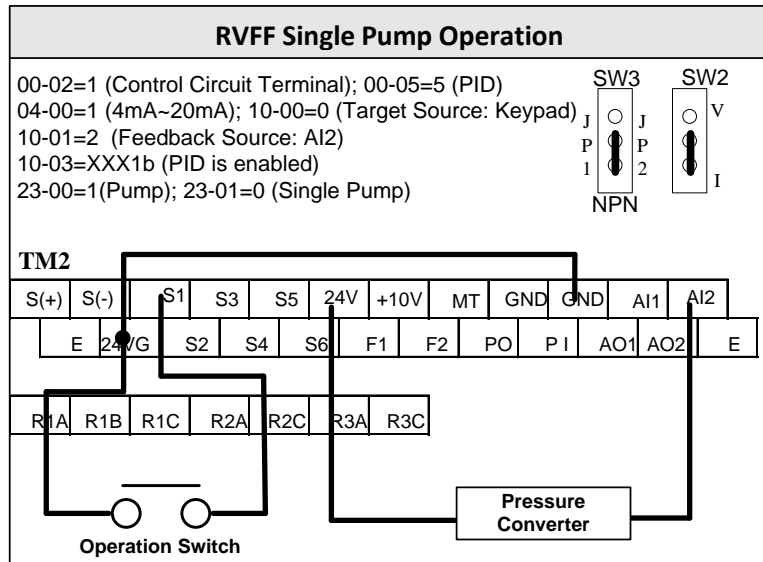 RVFF Single Pump Operation
00-02=1 (Control Circuit Terminal); 00-05=5 (PID)
04-00=1 (4mA~20mA); 10-00=0 (Target Source: Keypad)
10-01=2 (Feedback Source: AI2)
10-03=XXX1b (PID is enabled)
23-00=1(Pump); 23-01=0 (Single Pump)
SW3 SW2
J J V
P P
1 2 I
NPN
TM2
S(+) S(-) S1 S3 S5 24V +10V MT GND GND AI1 AI2
E 24VG S2 S4 S6 F1 F2 PO P I AO1 AO2 E
R1A R1B R1C R2A R2C R3A R3C
Pressure
Converter
Operation Switch